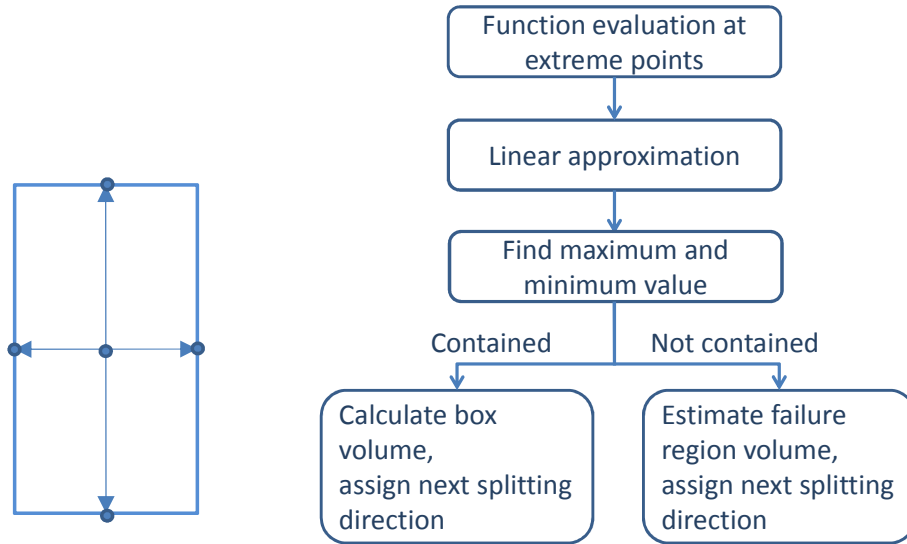 Function evaluation at
extreme points
Linear approximation
Find maximum and
minimum value
Contained
Not contained
Calculate box
volume,
assign next splitting
direction
Estimate failure
region volume,
assign next splitting
direction